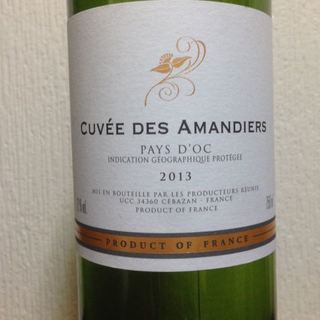 CUVÉE DES AMANDIERS
PAYS D'OC
INDICATION GÉOGRAPHIQUE PROTÉGÉE
2013
MIS EN BOUTEILLE PAR LES PRODUCTEURS RÉUNIS
UCC 34360 CÉBAZAN - FRANCE
PRODUCT OF FRANCE
PRODUCT OF FRANCE